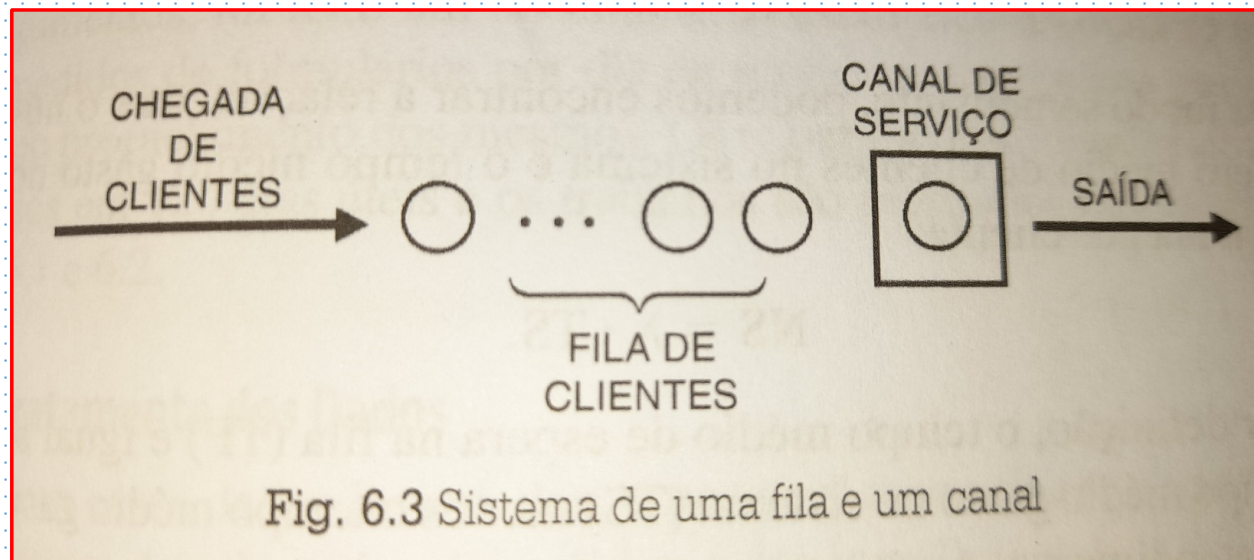 CHEGADA
DE
CLIENTES
CANAL DE
SERVIÇO
SAÍDA
FILA DE
CLIENTES
Fig. 6.3 Sistema de uma fila e um canal